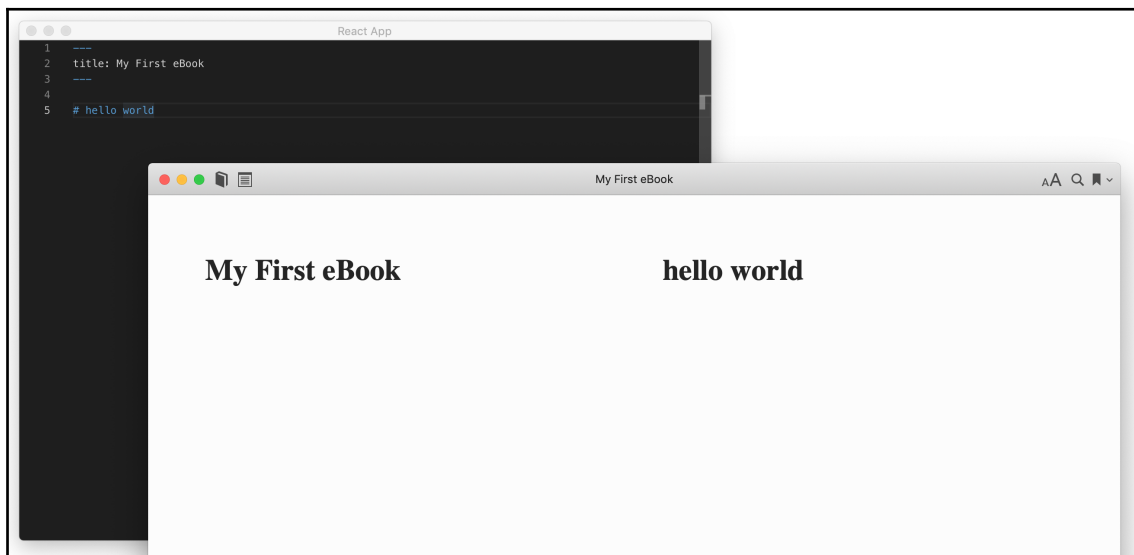 React App
1 ---
2 title: My First eBook
3 ---
4
5 # hello world
My First eBook
AA
My First eBook
hello world